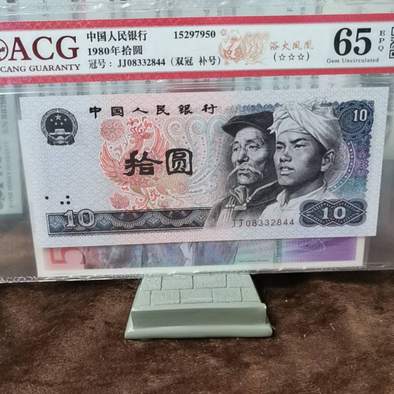 ACG
CANG GUARANTY
中国人民银行 15297950
1980年拾圆
冠号: JJ08332844 (双冠 补号)
浴火凤凰
(☆☆☆)
65 EPQ
Gem Uncirculated
中国人民银行
10
拾圆
JJ08332844
10 10